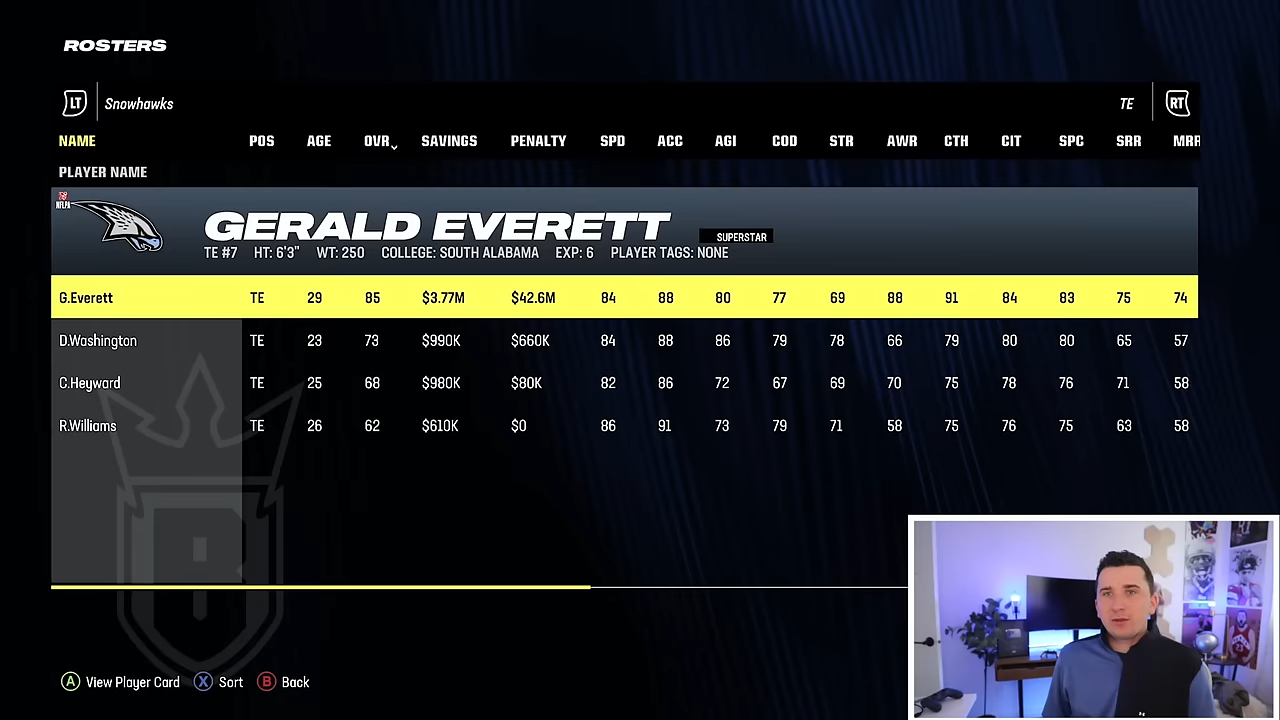 ROSTERS
LT Snowhawks TE RT
NAME POS AGE OVR SAVINGS PENALTY SPD ACC AGI COD STR AWR CTH CIT SPC SRR MRR
PLAYER NAME
NFLPA
GERALD EVERETT SUPERSTAR
TE #7 HT: 6'3" WT: 250 COLLEGE: SOUTH ALABAMA EXP: 6 PLAYER TAGS: NONE
G.Everett TE 29 85 $3.77M $42.6M 84 88 80 77 69 88 91 84 83 75 74
D.Washington TE 23 73 $990K $660K 84 88 86 79 78 66 79 80 80 65 57
C.Heyward TE 25 68 $980K $80K 82 86 72 67 69 70 75 78 76 71 58
R.Williams TE 26 62 $610K $0 86 91 73 79 71 58 75 76 75 63 58
B
A View Player Card X Sort B Back